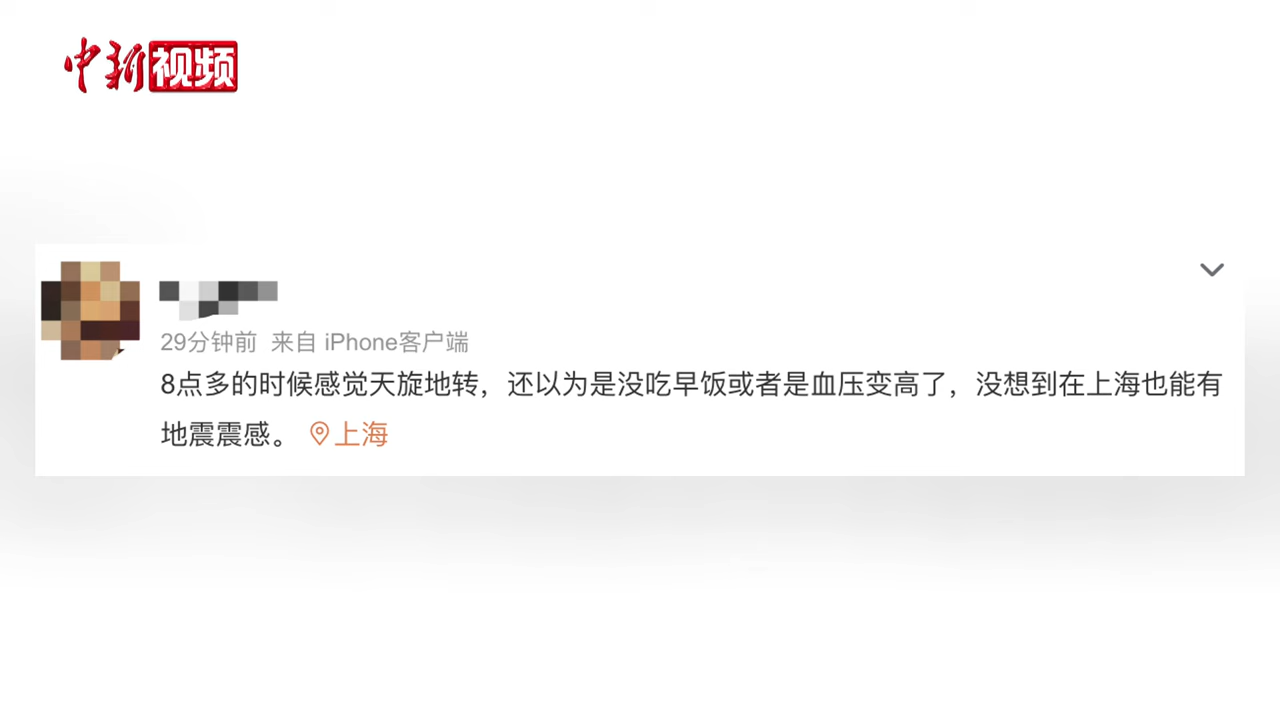 中新视频
29分钟前 来自 iPhone客户端
8点多的时候感觉天旋地转，还以为是没吃早饭或者是血压变高了，没想到在上海也能有
地震震感。 上海